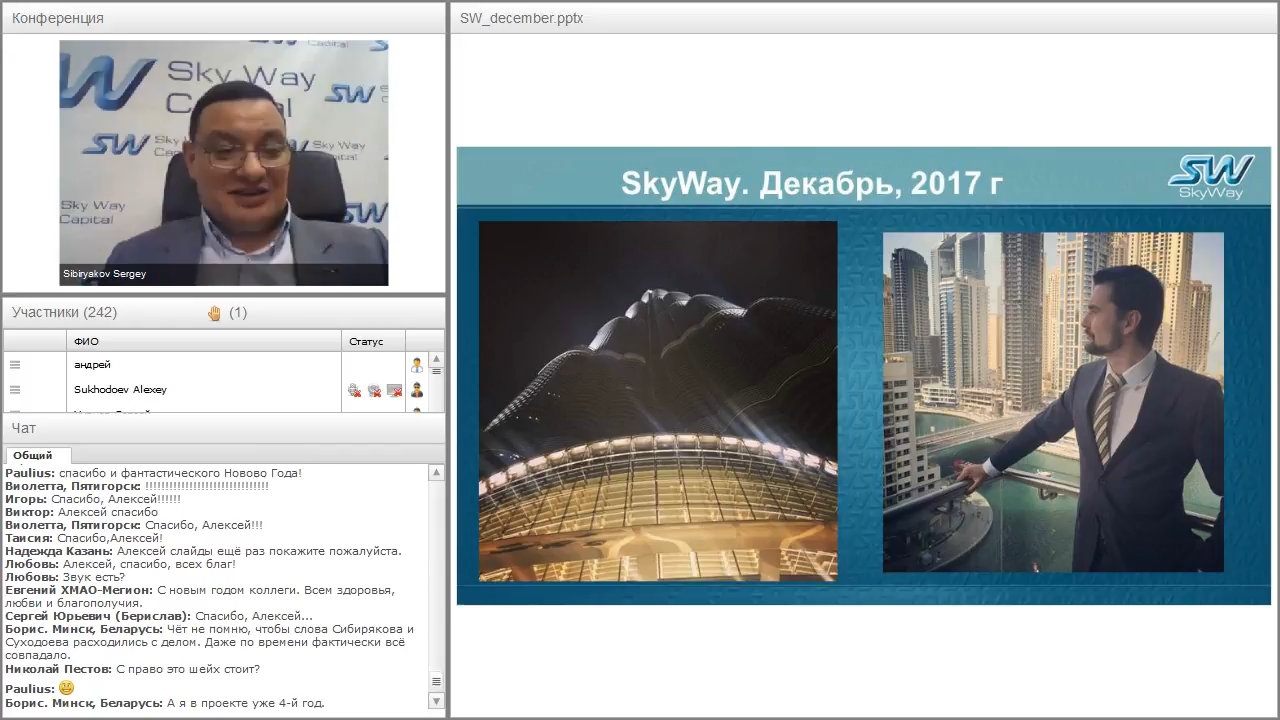 Конференция
SW_december.pptx
Sky Way
Capital
SW
Sky Way
Capital
Sibiryakov Sergey
Участники (242)
(1)
ФИО
Статус
андрей
Sukhodoev Alexey
Чат
Общий
Paulius: спасибо и фантастического Новово Года!
Виолетта, Пятигорск: !!!!!!!!!!!!!!!!!!!!!!!!!!!!!!!
Игорь: Спасибо, Алексей!!!!!!
Виктор: Алексей спасибо
Виолетта, Пятигорск: Спасибо, Алексей!!!
Таисия: Спасибо,Алексей!
Надежда Казань: Алексей слайды ещё раз покажите пожалуйста.
Любовь: Алексей, спасибо, всех благ!
Любовь: Звук есть?
Евгений ХМАО-Мегион: С новым годом коллеги. Всем здоровья,
любви и благополучия.
Сергей Юрьевич (Берислав): Спасибо, Алексей...
Борис. Минск, Беларусь: Чёт не помню, чтобы слова Сибирякова и
Суходоева расходились с делом. Даже по времени фактически всё
совпадало.
Николай Пестов: С право это шейх стоит?
Paulius:
Борис. Минск, Беларусь: А я в проекте уже 4-й год.
SkyWay. Декабрь, 2017 г
SW
SkyWay